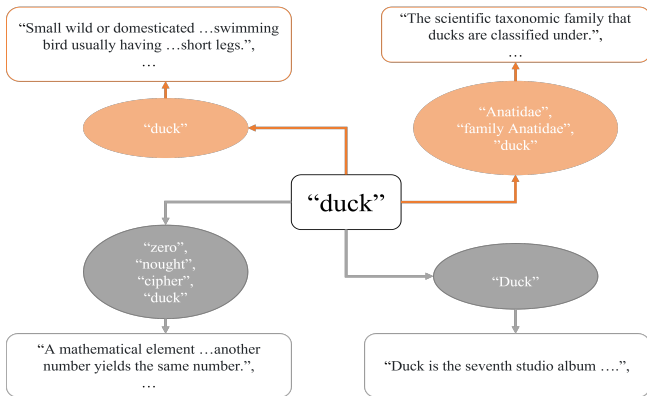 “Small wild or domesticated …swimming
bird usually having …short legs.”,
…
“The scientific taxonomic family that
ducks are classified under.”,
…
“duck”
“Anatidae”,
“family Anatidae”,
”duck”
“duck”
“zero”,
“nought”,
“cipher”,
“duck”
“Duck”
“A mathematical element …another
number yields the same number.”,
…
“Duck is the seventh studio album ….”,